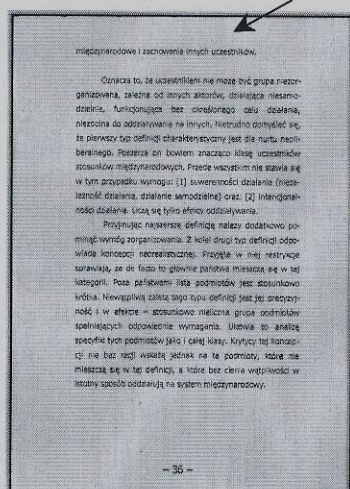 międzynarodowe i zachowania innych uczestników.
Oznacza to, że uczestnikiem nie może być grupa niezor-
ganizowana, zależna od innych aktorów, działająca niesamo-
dzielnie, funkcjonująca bez określonego celu działania,
niezdolna do oddziaływania na innych. Nietrudno domyśleć się,
że pierwszy typ definicji charakterystyczny jest dla nurtu neoli-
beralnego. Poszerza on bowiem znacząco klasę uczestników
stosunków międzynarodowych. Przede wszystkim nie stawia się
w tym przypadku wymogu: [1] suwerenności działania (nieza-
leżność działania, działanie samodzielne) oraz: [2] intencjonal-
ności działania. Liczą się tylko efekty oddziaływania.
Przyjmując najszersze definicję należy dodatkowo po-
minąć wymóg zorganizowania. Z kolei drugi typ definicji odpo-
wiada koncepcji neorealistycznej. Przyjęte w niej restrykcje
sprawiają, że de facto to głównie państwa mieszczą się w tej
kategorii. Poza państwami lista podmiotów jest stosunkowo
krótka. Niewątpliwą zaletą tego typu definicji jest jej precyzyj-
ność i w efekcie – stosunkowo nieliczna grupa podmiotów
spełniających odpowiednie wymagania. Ułatwia to analizę
specyfiki tych podmiotów jako i całej klasy. Krytycy tej koncep-
cji nie bez racji wskażą jednak na te podmioty, które nie
mieszczą się w tej definicji, a które bez cienia wątpliwości w
istotny sposób oddziałują na system międzynarodowy.
– 36 –